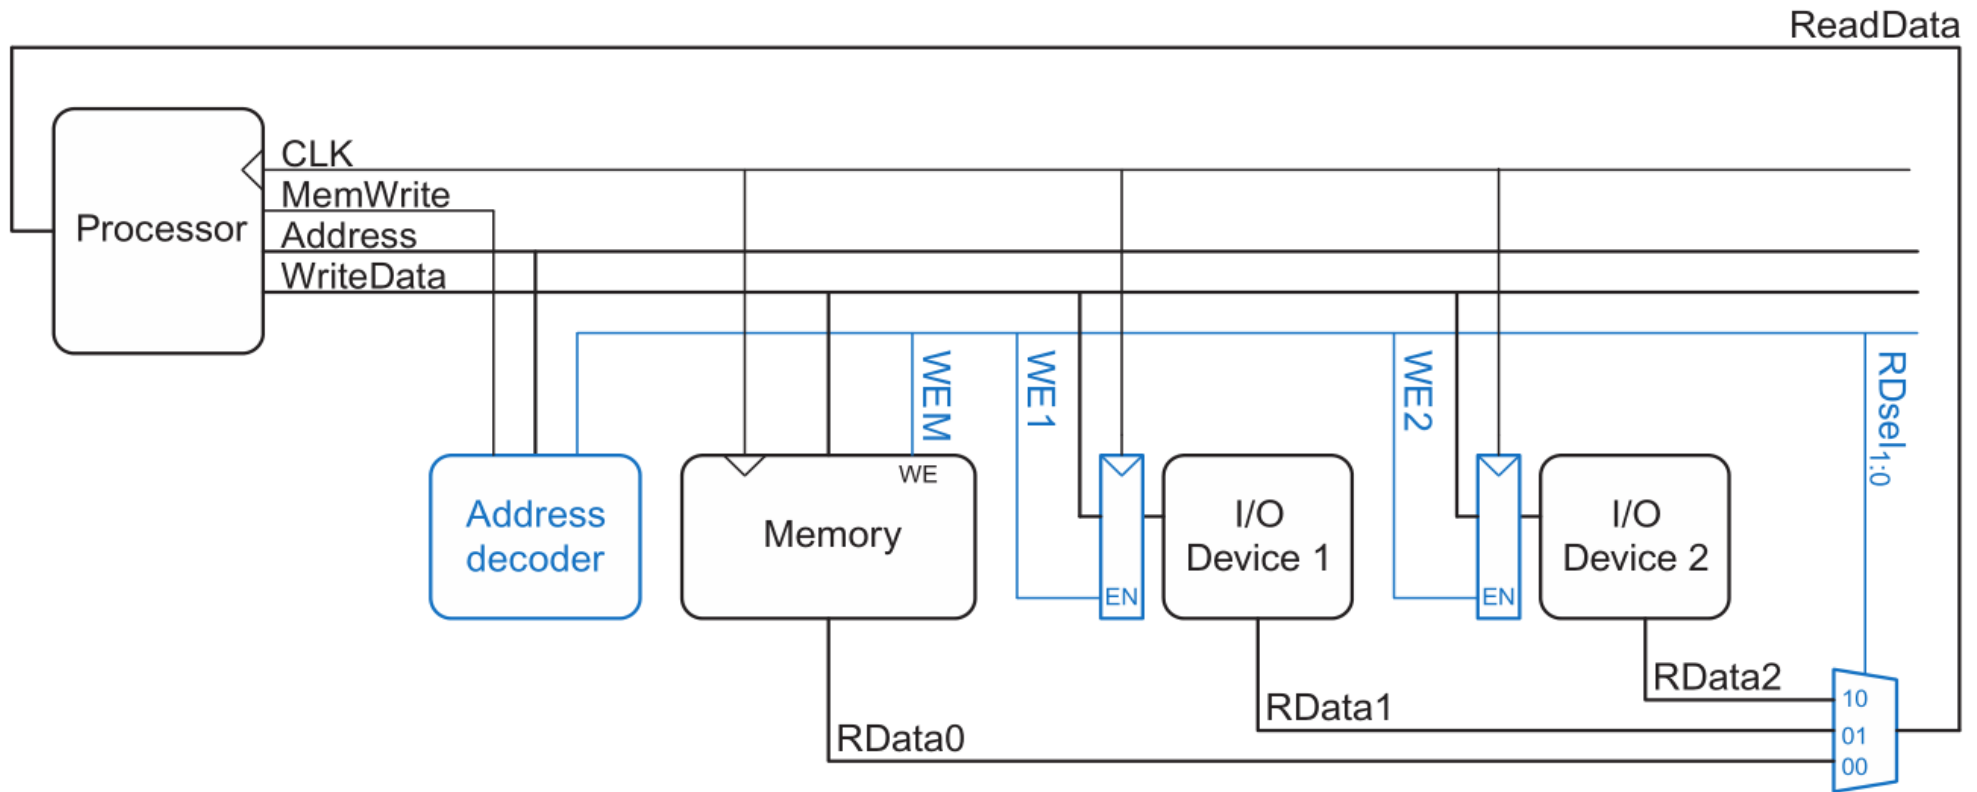 ReadData
CLK
MemWrite
Processor
Address
WriteData
WEM
WE1
WE2
RDsel1:0
WE
Address
decoder
Memory
I/O
Device 1
EN
I/O
Device 2
EN
RData2
10
RData1
01
RData0
00